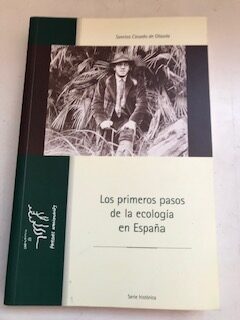 Santos Casado de Otaola
Los primeros pasos
de la ecología
en España
Serie histórica